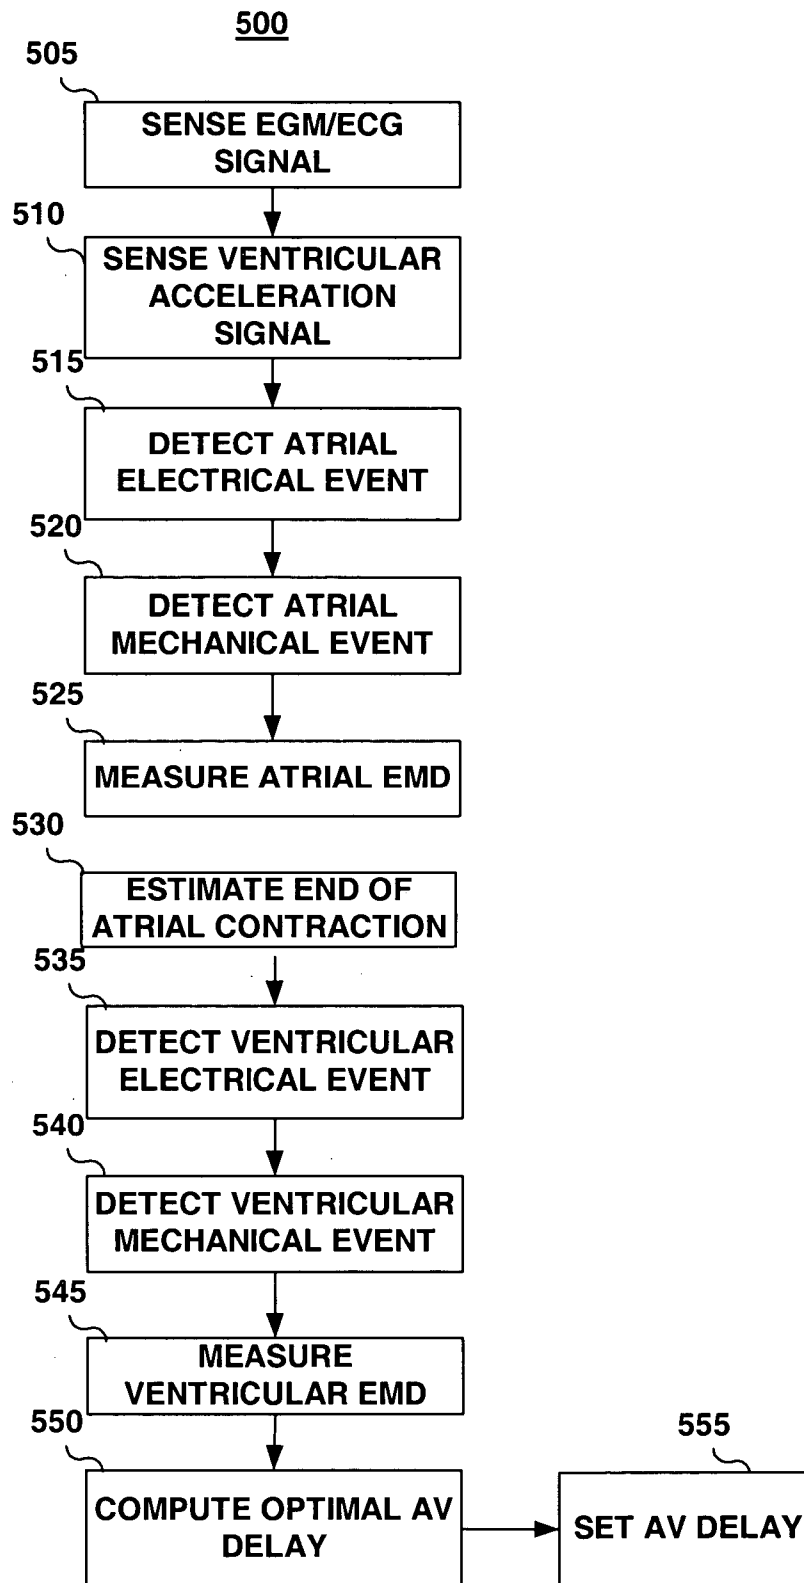 500
505
SENSE EGM/ECG
SIGNAL
510
SENSE VENTRICULAR
ACCELERATION
SIGNAL
515
DETECT ATRIAL
ELECTRICAL EVENT
520
DETECT ATRIAL
MECHANICAL EVENT
525
MEASURE ATRIAL EMD
530
ESTIMATE END OF
ATRIAL CONTRACTION
535
DETECT VENTRICULAR
ELECTRICAL EVENT
540
DETECT VENTRICULAR
MECHANICAL EVENT
545
MEASURE
VENTRICULAR EMD
550
COMPUTE OPTIMAL AV
DELAY
555
SET AV DELAY